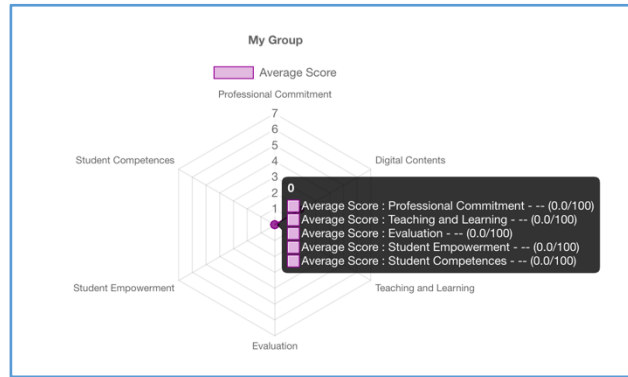 My Group
Average Score
Professional Commitment
7
6
5
4
3
2
1
Student Competences
Digital Contents
0
Average Score : Professional Commitment - -- (0.0/100)
Average Score : Teaching and Learning - -- (0.0/100)
Average Score : Evaluation - -- (0.0/100)
Average Score : Student Empowerment - -- (0.0/100)
Average Score : Student Competences - -- (0.0/100)
Student Empowerment
Teaching and Learning
Evaluation